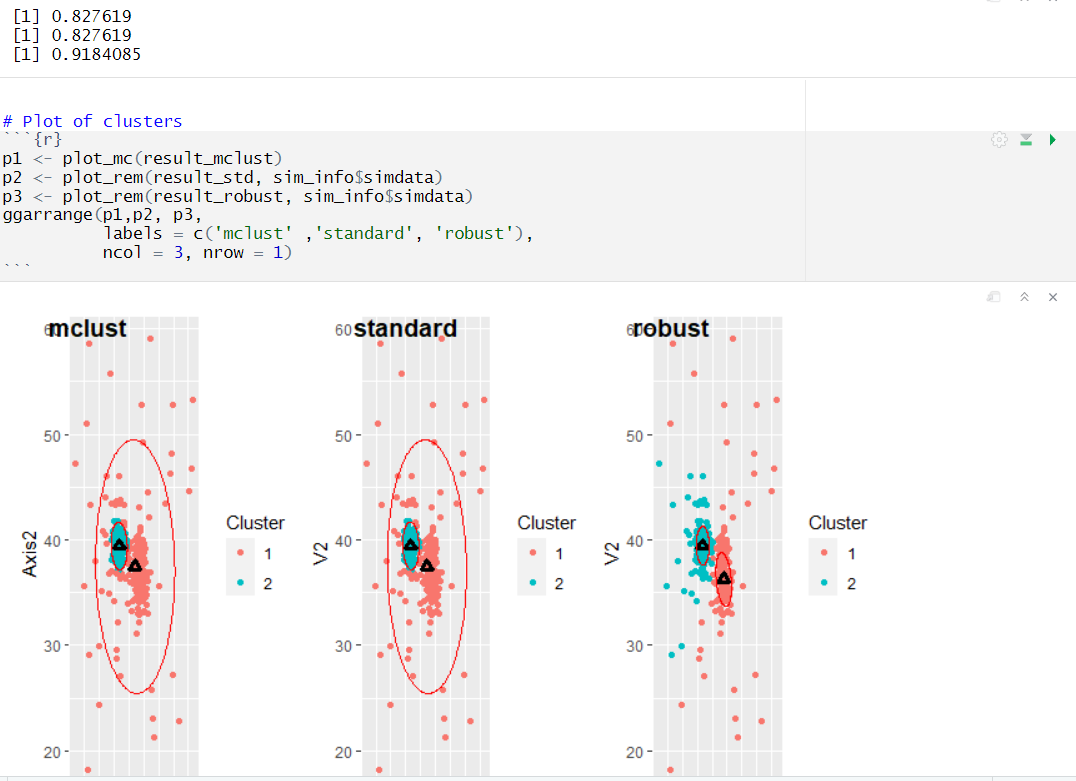 [1] 0.827619
[1] 0.827619
[1] 0.9184085
# Plot of clusters
```{r}
p1 <- plot_mc(result_mclust)
p2 <- plot_rem(result_std, sim_info$simdata)
p3 <- plot_rem(result_robust, sim_info$simdata)
ggarrange(p1,p2, p3,
labels = c('mclust' ,'standard', 'robust'),
ncol = 3, nrow = 1)
```
mclust
50
40
30
20
Axis2
Cluster
1
2
60
standard
50
40
30
20
V2
Cluster
1
2
60
robust
50
40
30
20
V2
Cluster
1
2